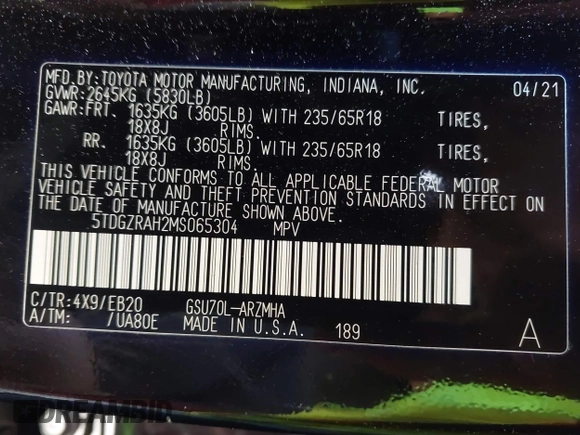 MFD.BY:TOYOTA MOTOR MANUFACTURING, INDIANA, INC. 04/21
GVWR:2645KG (5830LB)
GAWR:FRT. 1635KG (3605LB) WITH 235/65R18 TIRES,
18X8J RIMS.
RR. 1635KG (3605LB) WITH 235/65R18 TIRES,
18X8J RIMS.
THIS VEHICLE CONFORMS TO ALL APPLICABLE FEDERAL MOTOR
VEHICLE SAFETY AND THEFT PREVENTION STANDARDS IN EFFECT ON
THE DATE OF MANUFACTURE SHOWN ABOVE.
5TDGZRAH2MS065304 MPV
C/TR:4X9/EB20 GSU70L-ARZMHA
A/TM: /UA80E MADE IN U.S.A. 189 A
DREAMBID